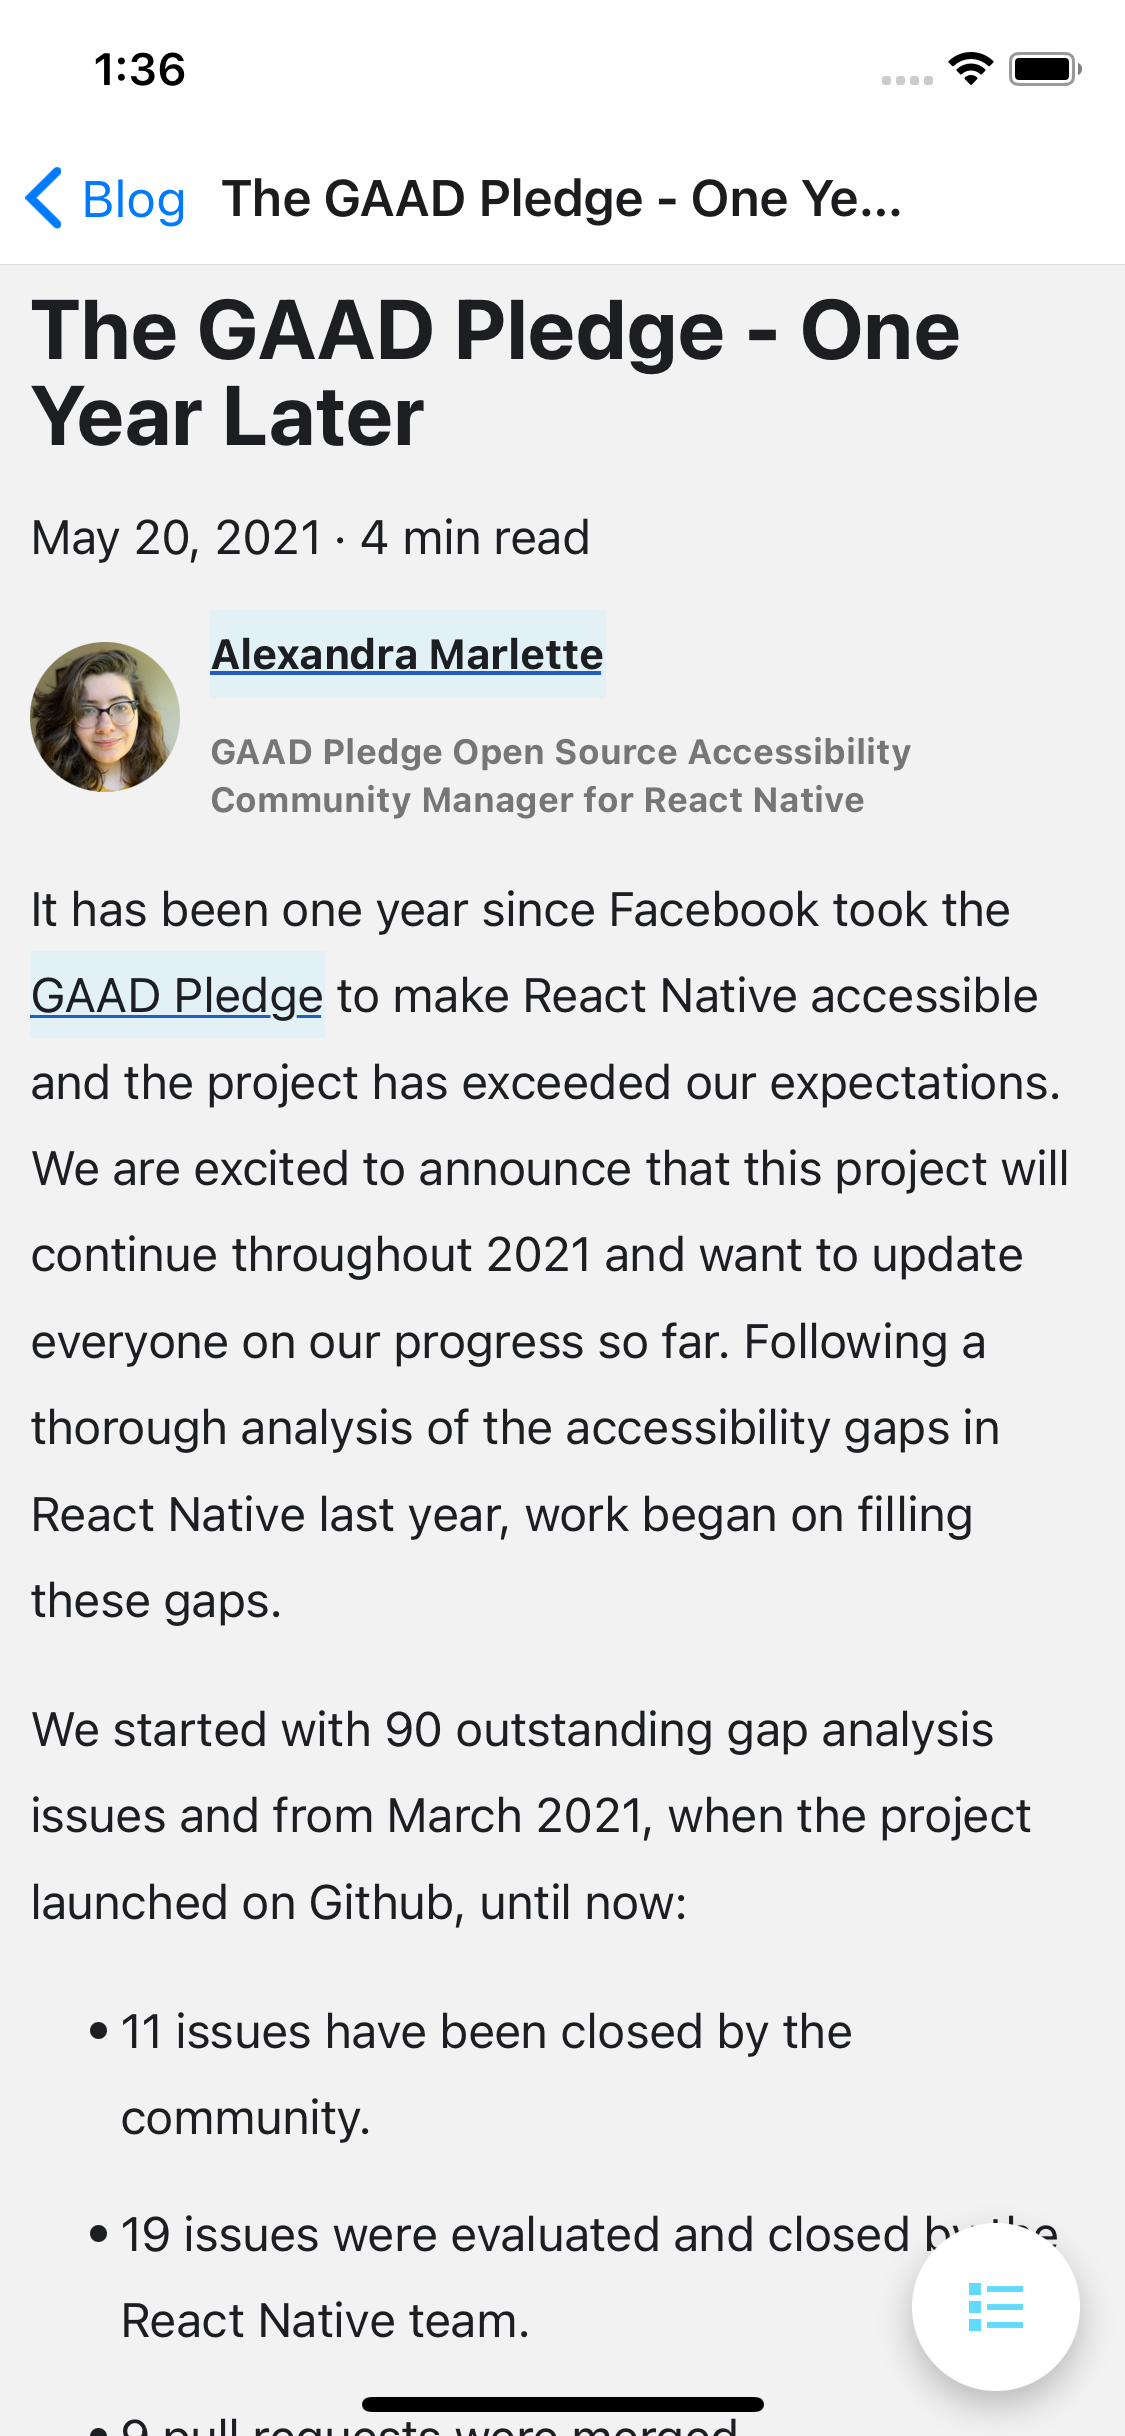 1:36
Blog
The GAAD Pledge - One Ye...
The GAAD Pledge - One
Year Later
May 20, 2021 · 4 min read
Alexandra Marlette
GAAD Pledge Open Source Accessibility
Community Manager for React Native
It has been one year since Facebook took the
GAAD Pledge to make React Native accessible
and the project has exceeded our expectations.
We are excited to announce that this project will
continue throughout 2021 and want to update
everyone on our progress so far. Following a
thorough analysis of the accessibility gaps in
React Native last year, work began on filling
these gaps.
We started with 90 outstanding gap analysis
issues and from March 2021, when the project
launched on Github, until now:
• 11 issues have been closed by the
community.
• 19 issues were evaluated and closed by the
React Native team.
• 9 pull requests were merged